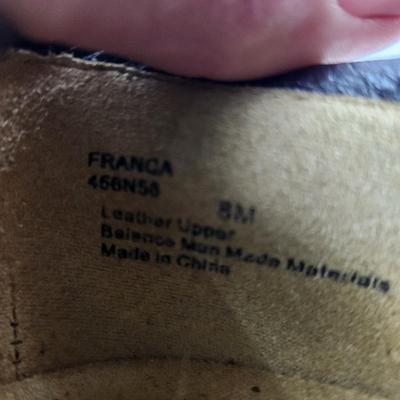 FRANCA
456N58
8M
Leather Upper
Balance Man Made Materials
Made in China